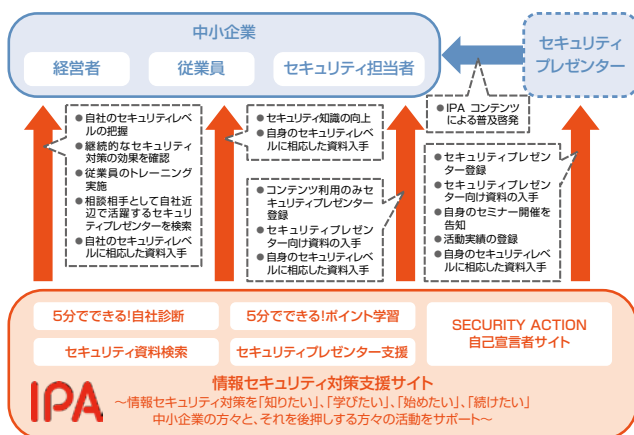 中小企業
経営者
従業員
セキュリティ担当者
セキュリティ
プレゼンター
●自社のセキュリティレベ
ルの把握
●継続的なセキュリティ
対策の効果を確認
●従業員のトレーニング
実施
●相談相手として自社近
辺で活躍するセキュリ
ティプレゼンターを検索
●自社のセキュリティレベ
ルに相応した資料入手
●セキュリティ知識の向上
●自身のセキュリティレベ
ルに相応した資料入手
●コンテンツ利用のみセ
キュリティプレゼンター
登録
●セキュリティプレゼ
ンター向け資料の入手
●自身のセキュリティレベ
ルに相応した資料入手
●IPA コンテンツ
による普及啓発
●セキュリティプレゼン
ター登録
●セキュリティプレゼン
ター向け資料の入手
●自身のセミナー開催を
告知
●活動実績の登録
●自身のセキュリティレベ
ルに相応した資料入手
5分でできる!自社診断
5分でできる!ポイント学習
SECURITY ACTION
自己宣言者サイト
セキュリティ資料検索
セキュリティプレゼンター支援
IPA
情報セキュリティ対策支援サイト
～情報セキュリティ対策を「知りたい」、「学びたい」、「始めたい」、「続けたい」
中小企業の方々と、それを後押しする方々の活動をサポート～